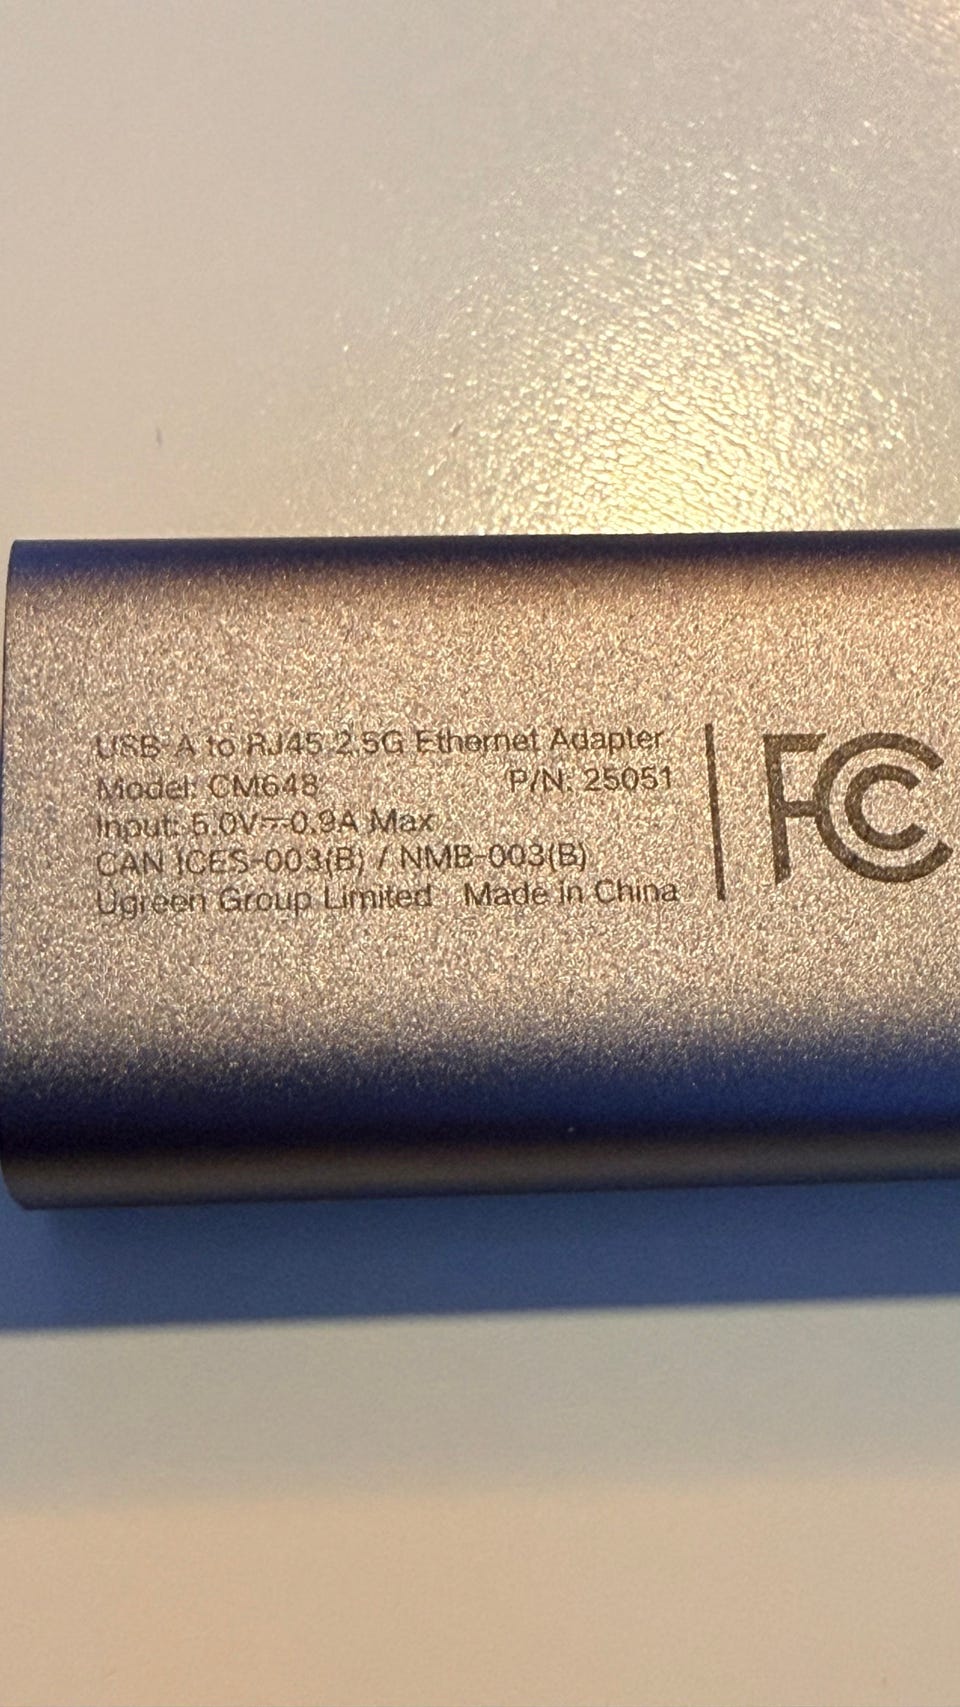 USB-A to RJ45 2.5G Ethernet Adapter
Model: CM648 P/N: 25051
Input: 5.0V⎓0.9A Max
CAN ICES-003(B) / NMB-003(B)
Ugreen Group Limited Made in China
FC